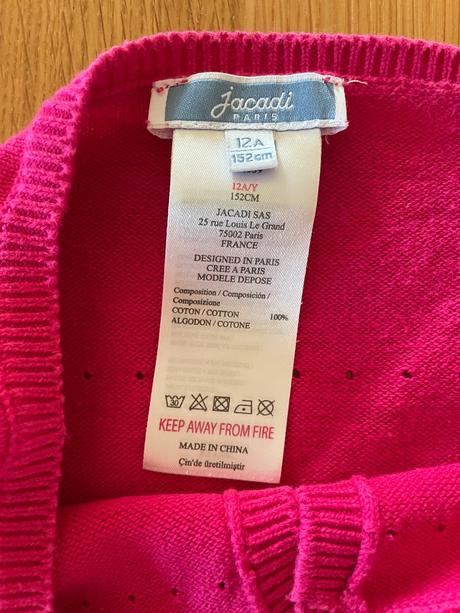 jacadi
PARIS
12A
152cm
12A/Y
152CM
JACADI SAS
25 rue Louis Le Grand
75002 Paris
FRANCE
DESIGNED IN PARIS
CREE A PARIS
MODELE DEPOSE
Composition / Composición /
Composizione
COTON / COTTON 100%
ALGODON / COTONE
30
KEEP AWAY FROM FIRE
MADE IN CHINA
Çin'de üretilmiştir